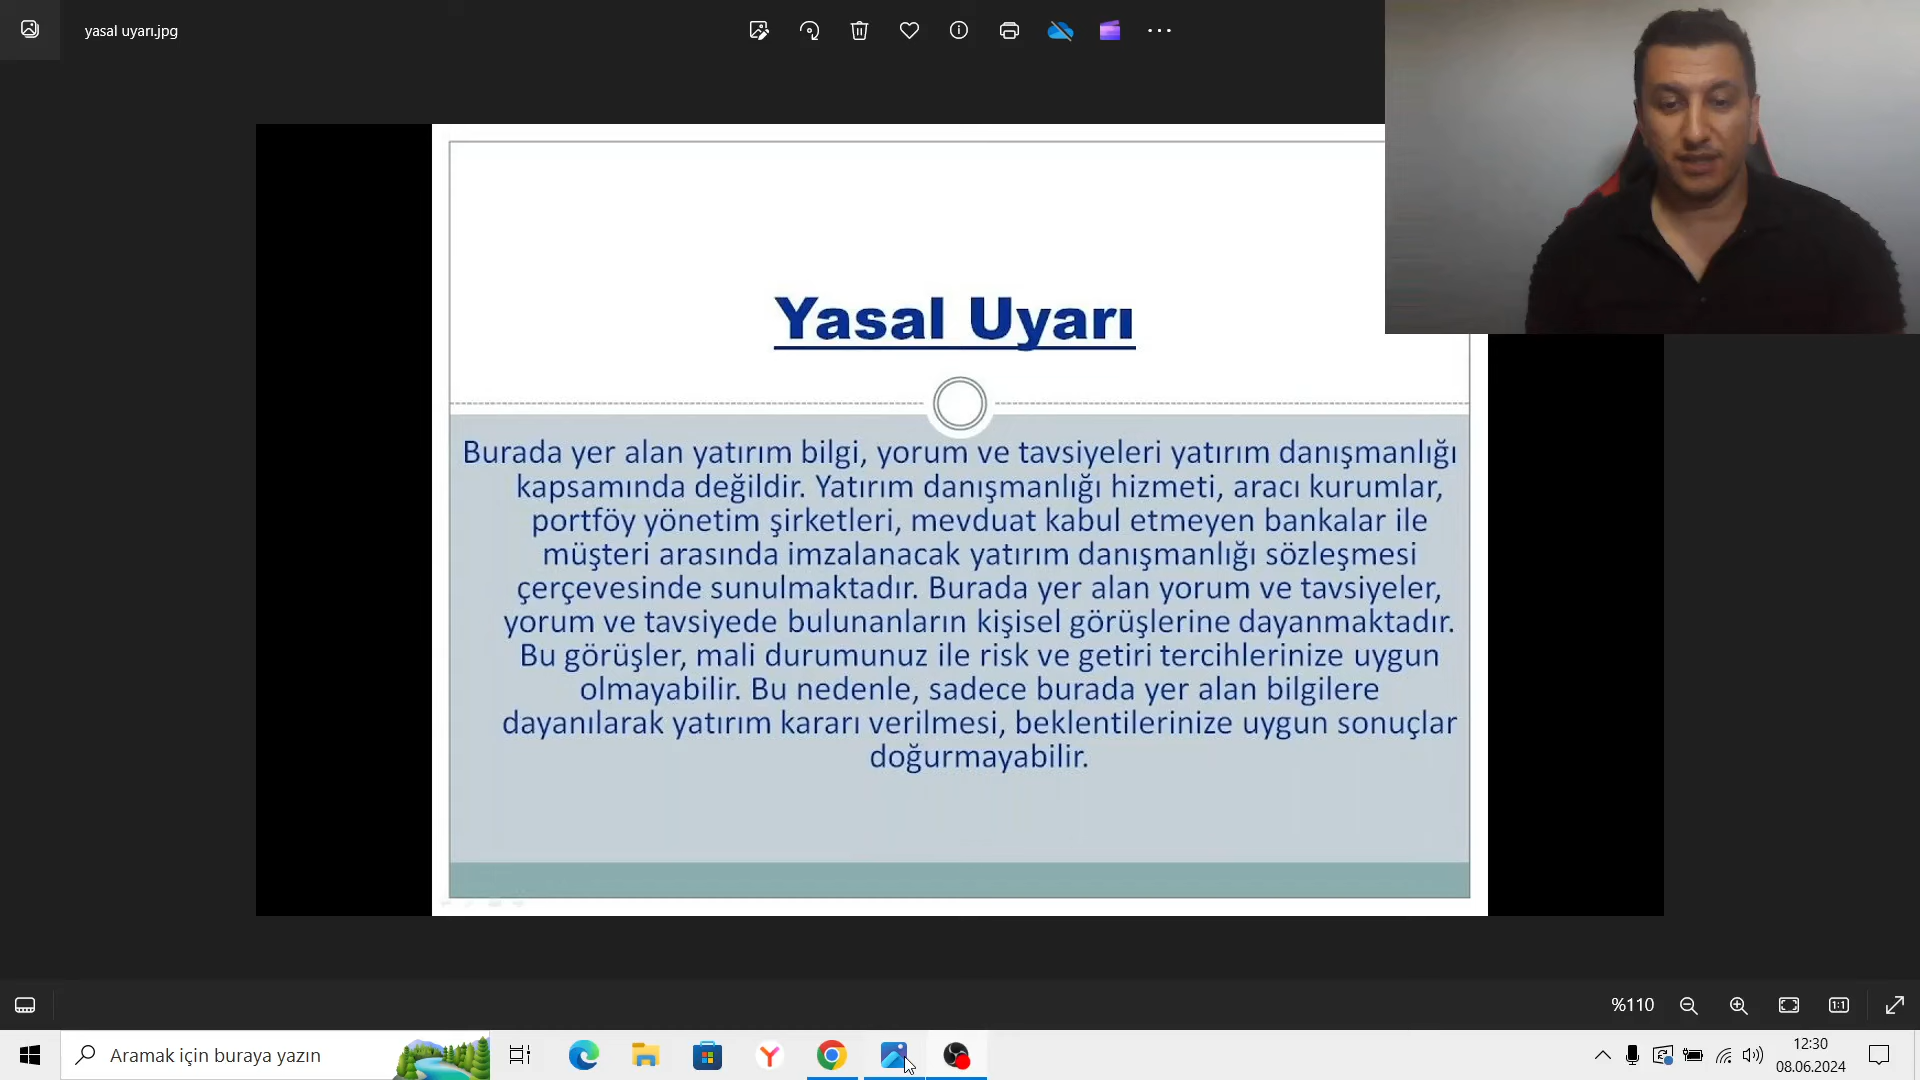 yasal uyarı.jpg
Yasal Uyarı
Burada yer alan yatırım bilgi, yorum ve tavsiyeleri yatırım danışmanlığı
kapsamında değildir. Yatırım danışmanlığı hizmeti, aracı kurumlar,
portföy yönetim şirketleri, mevduat kabul etmeyen bankalar ile
müşteri arasında imzalanacak yatırım danışmanlığı sözleşmesi
çerçevesinde sunulmaktadır. Burada yer alan yorum ve tavsiyeler,
yorum ve tavsiyede bulunanların kişisel görüşlerine dayanmaktadır.
Bu görüşler, mali durumunuz ile risk ve getiri tercihlerinize uygun
olmayabilir. Bu nedenle, sadece burada yer alan bilgilere
dayanılarak yatırım kararı verilmesi, beklentilerinize uygun sonuçlar
doğurmayabilir.
%110
1:1
Aramak için buraya yazın
12:30
08.06.2024